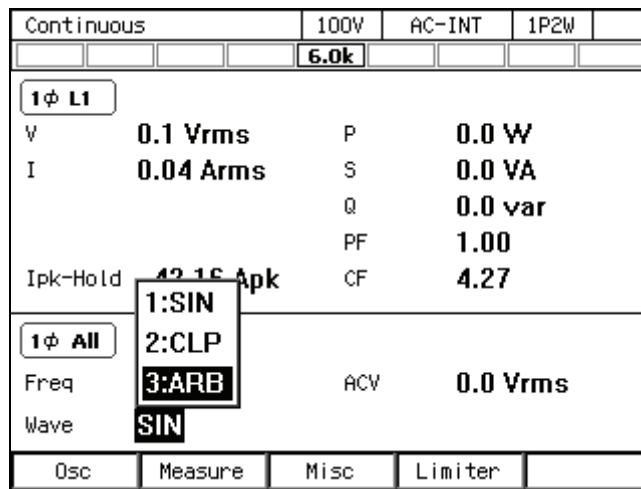 Continuous 100V AC-INT 1P2W
6.0k
1ϕ L1
V 0.1 Vrms P 0.0 W
I 0.04 Arms S 0.0 VA
Q 0.0 var
PF 1.00
Ipk-Hold Apk CF 4.27
1:SIN
1ϕ All 2:CLP
Freq 3:ARB ACV 0.0 Vrms
Wave SIN
Osc Measure Misc Limiter